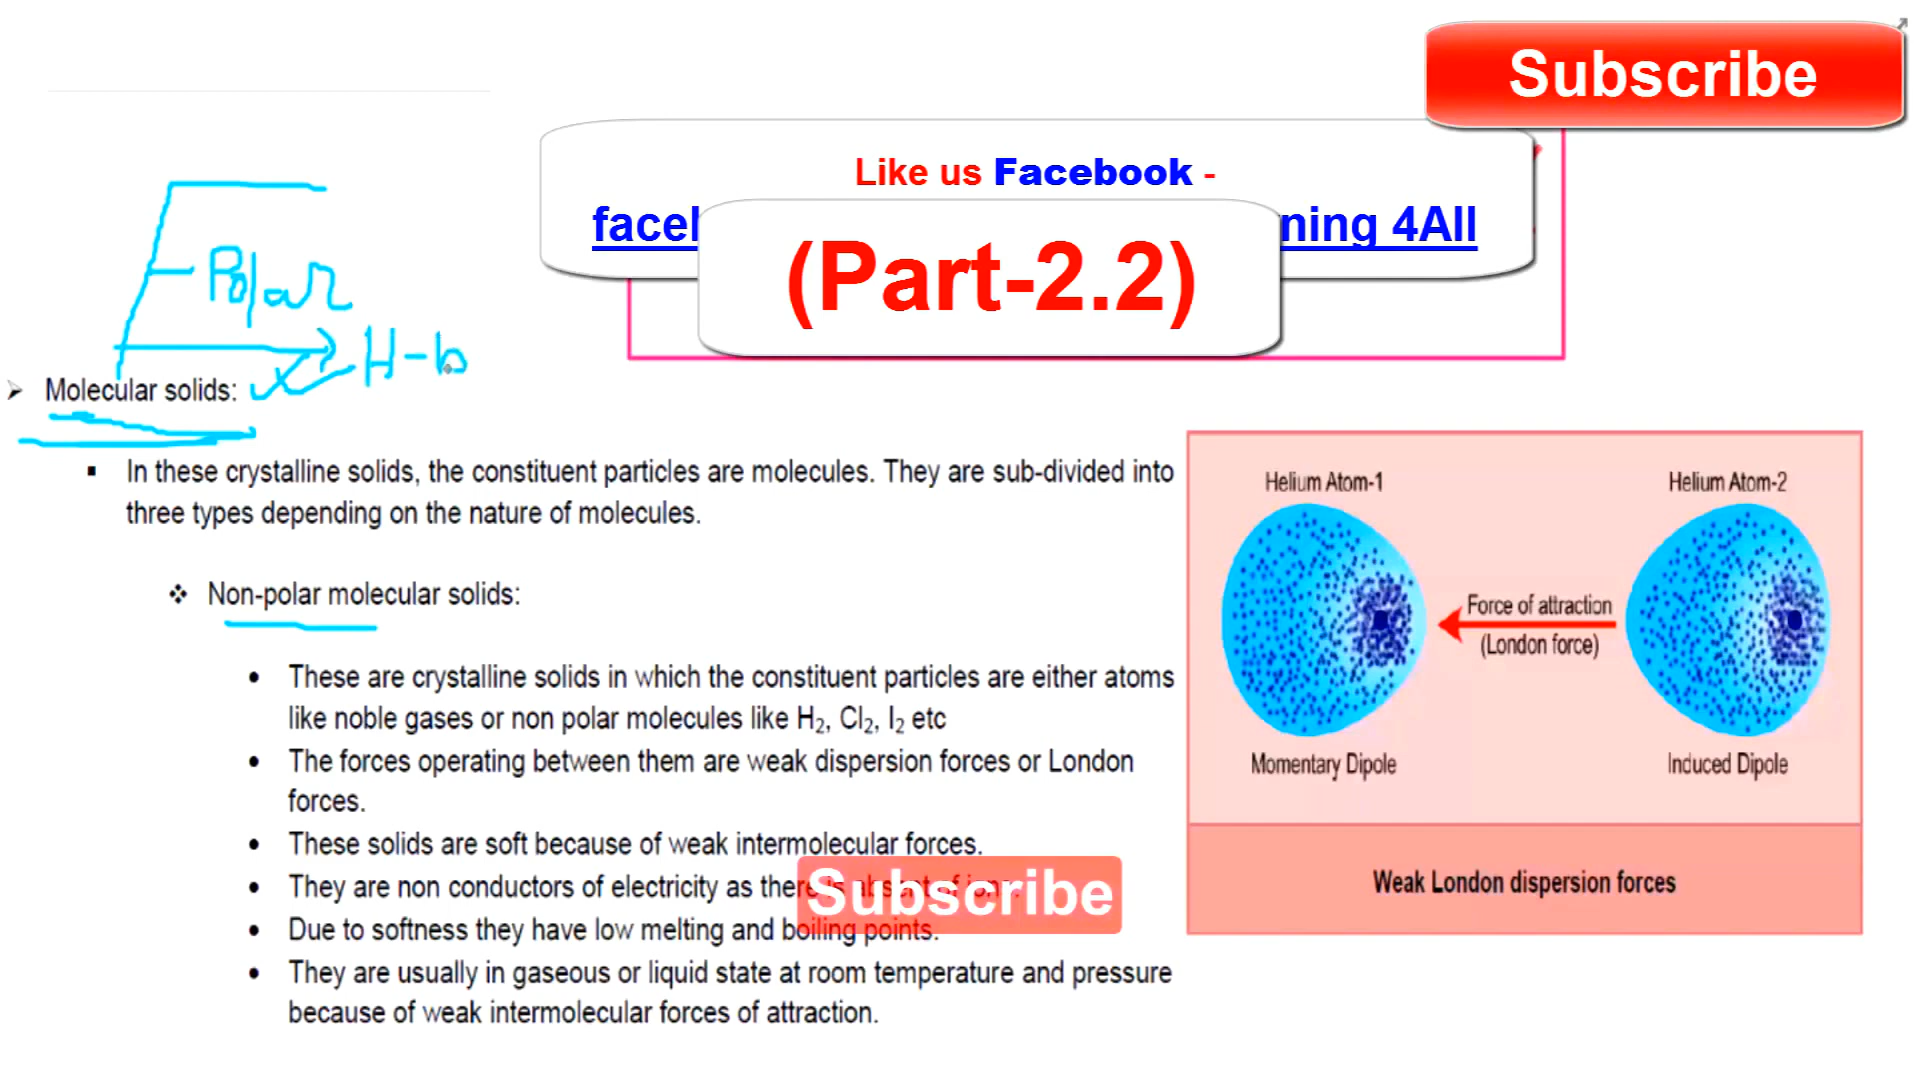 Subscribe
Like us Facebook -
ning 4All
(Part-2.2)
Polar
H-b
➢ Molecular solids:
▪ In these crystalline solids, the constituent particles are molecules. They are sub-divided into
three types depending on the nature of molecules.
❖ Non-polar molecular solids:
• These are crystalline solids in which the constituent particles are either atoms
like noble gases or non polar molecules like H₂, Cl₂, I₂ etc
• The forces operating between them are weak dispersion forces or London
forces.
• These solids are soft because of weak intermolecular forces.
• They are non conductors of electricity as there is absent of ions.
Subscribe
• Due to softness they have low melting and boiling points.
• They are usually in gaseous or liquid state at room temperature and pressure
because of weak intermolecular forces of attraction.
Helium Atom-1
Helium Atom-2
Force of attraction
(London force)
Momentary Dipole
Induced Dipole
Weak London dispersion forces